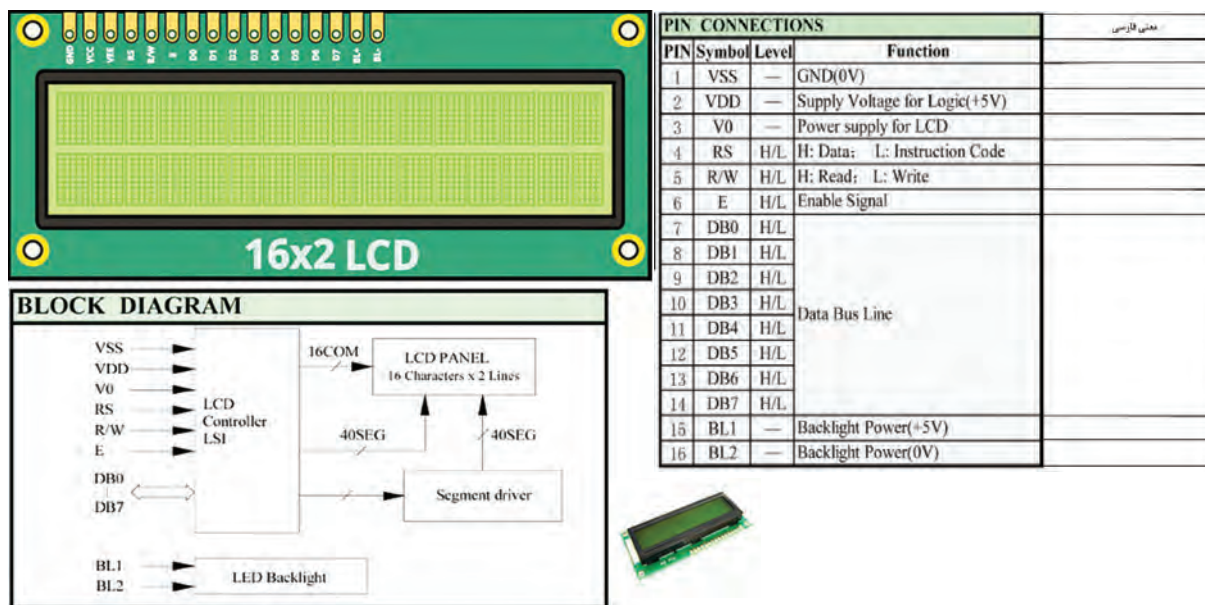 GND VCC VEE RS R/W E D0 D1 D2 D3 D4 D5 D6 D7 BL+ BL-
16x2 LCD
BLOCK DIAGRAM
VSS
VDD
V0
RS
R/W
E
DB0
DB7
BL1
BL2
LCD
Controller
LSI
16COM
40SEG
LCD PANEL
16 Characters x 2 Lines
40SEG
Segment driver
LED Backlight
PIN CONNECTIONS معنی فارسی
PIN Symbol Level Function
1 VSS — GND(0V)
2 VDD — Supply Voltage for Logic(+5V)
3 V0 — Power supply for LCD
4 RS H/L H: Data; L: Instruction Code
5 R/W H/L H: Read; L: Write
6 E H/L Enable Signal
7 DB0 H/L
8 DB1 H/L
9 DB2 H/L
10 DB3 H/L
Data Bus Line
11 DB4 H/L
12 DB5 H/L
13 DB6 H/L
14 DB7 H/L
15 BL1 — Backlight Power(+5V)
16 BL2 — Backlight Power(0V)